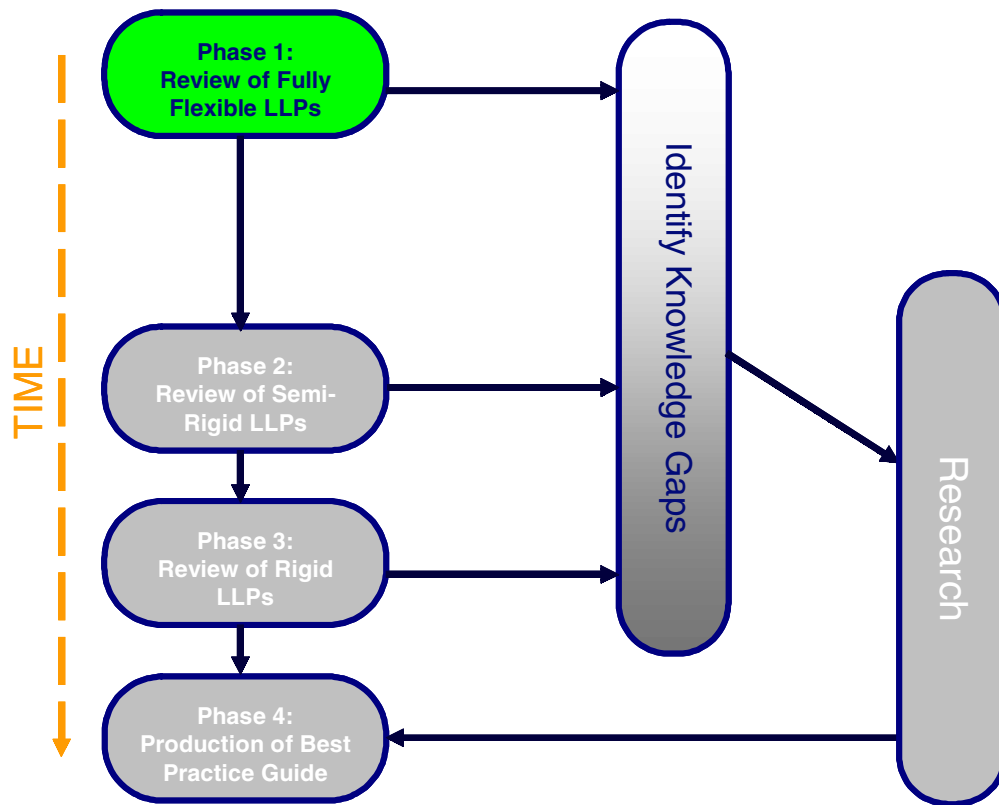 Phase 1:
Review of Fully
Flexible LLPs
Phase 2:
Review of Semi-
Rigid LLPs
Phase 3:
Review of Rigid
LLPs
Phase 4:
Production of Best
Practice Guide
TIME
Identify Knowledge Gaps
Research